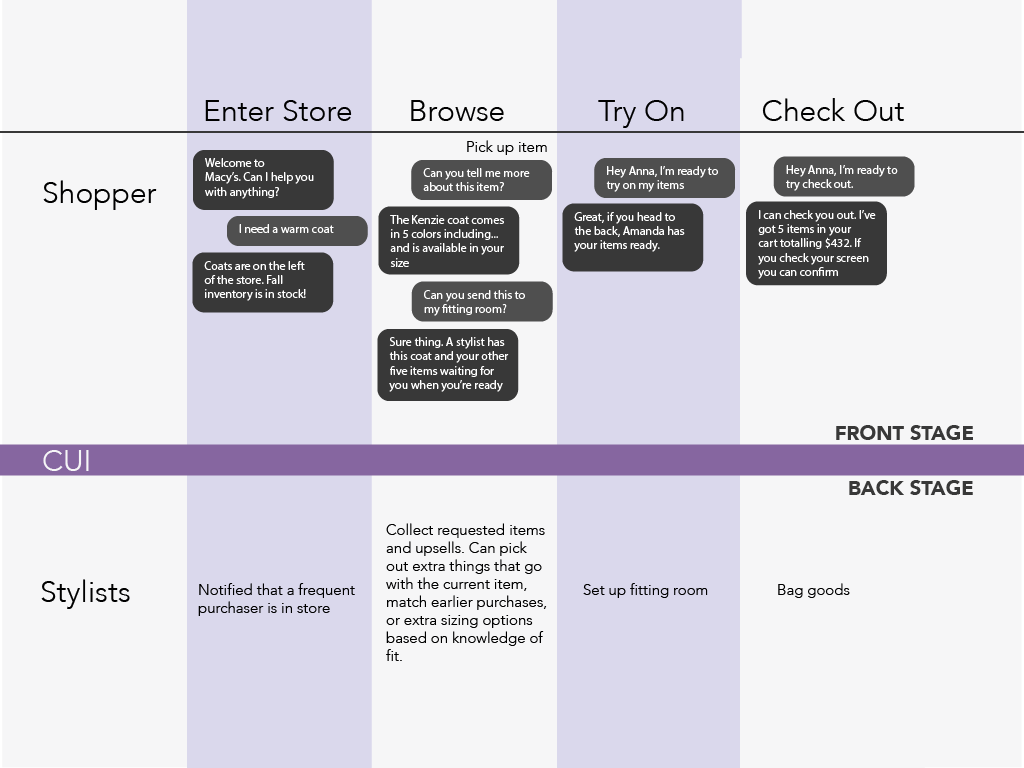 Enter Store
Browse
Try On
Check Out
Shopper
Welcome to
Macy's. Can I help you
with anything?
I need a warm coat
Coats are on the left
of the store. Fall
inventory is in stock!
Pick up item
Can you tell me more
about this item?
The Kenzie coat comes
in 5 colors including...
and is available in your
size
Can you send this to
my fitting room?
Sure thing. A stylist has
this coat and your other
five items waiting for
you when you're ready
Hey Anna, I'm ready to
try on my items
Great, if you head to
the back, Amanda has
your items ready.
Hey Anna, I'm ready to
try check out.
I can check you out. I've
got 5 items in your
cart totalling $432. If
you check your screen
you can confirm
FRONT STAGE
CUI
BACK STAGE
Stylists
Notified that a frequent
purchaser is in store
Collect requested items
and upsells. Can pick
out extra things that go
with the current item,
match earlier purchases,
or extra sizing options
based on knowledge of
fit.
Set up fitting room
Bag goods